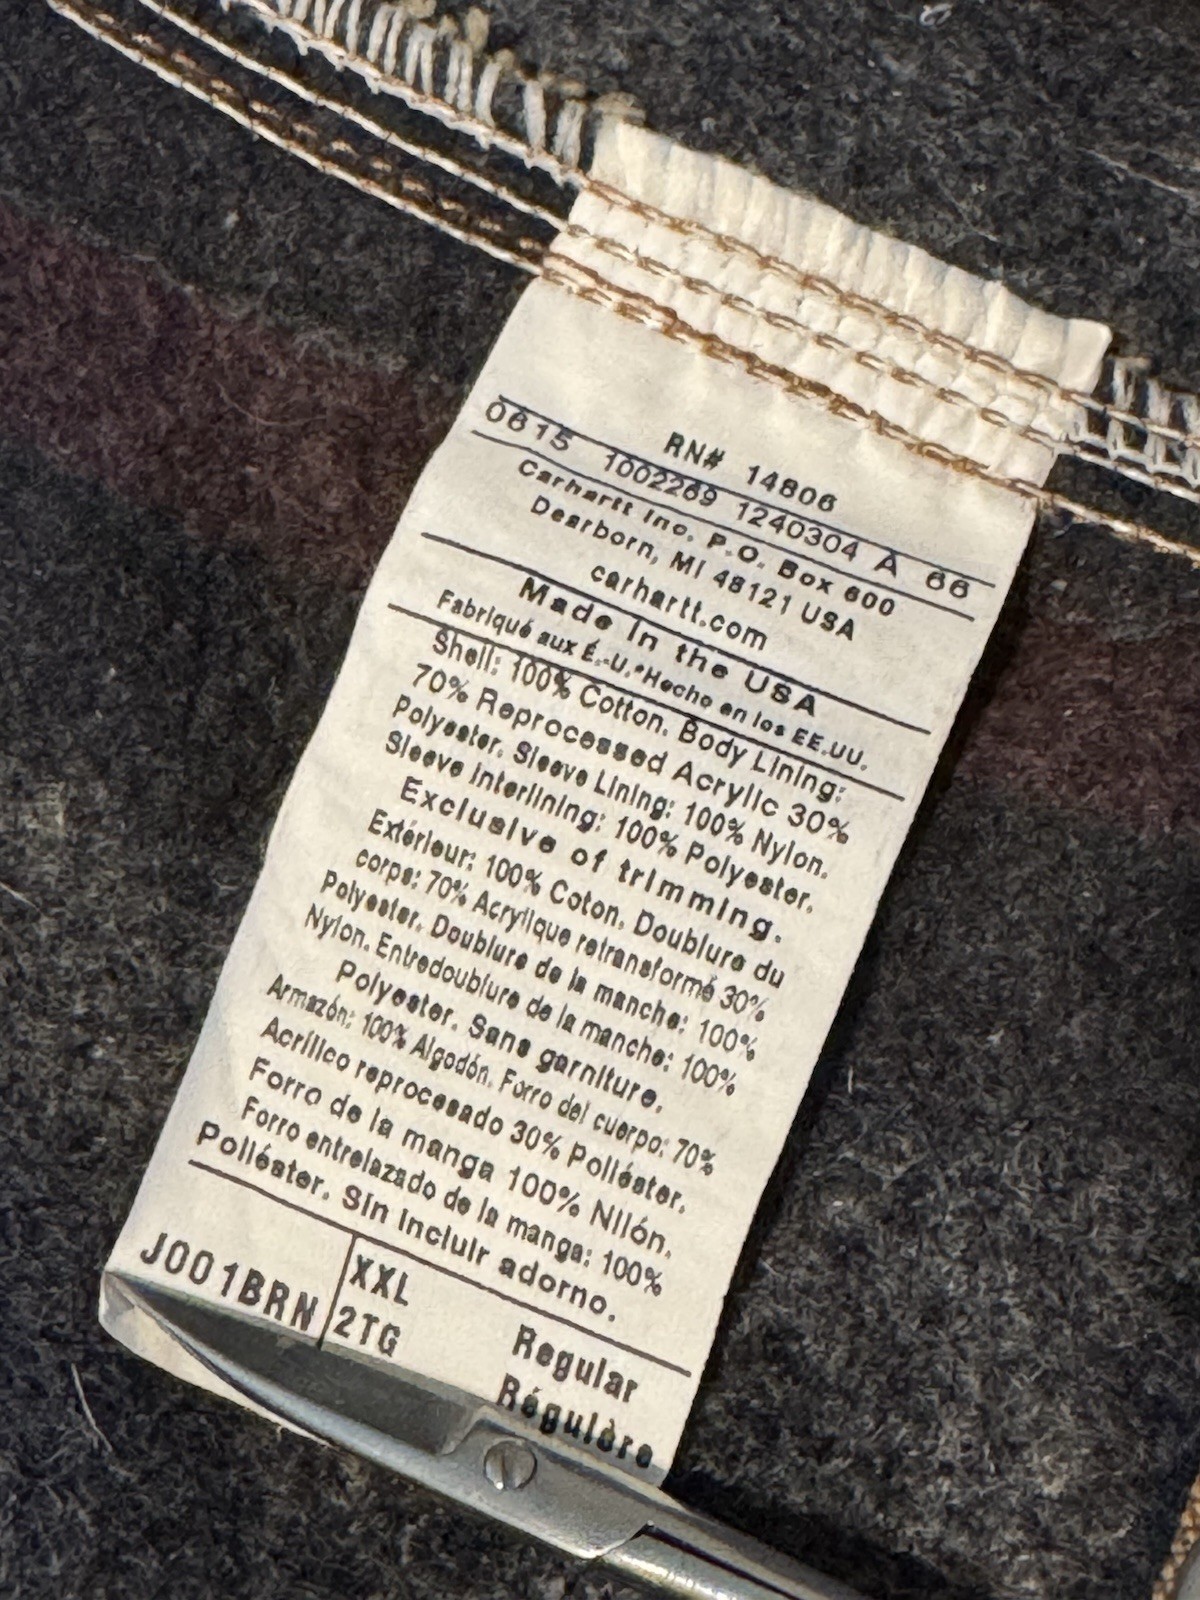 RN# 14806
0615 1002269 1240304 A 66
Carhartt Inc. P.O. Box 600
Dearborn, MI 48121 USA
carhartt.com
Made in the USA
Fabriqué aux É.-U.•Hecho en los EE.UU.
Shell: 100% Cotton. Body Lining:
70% Reprocessed Acrylic 30%
Polyester. Sleeve Lining: 100% Nylon.
Sleeve Interlining: 100% Polyester.
Exclusive of trimming.
Extérieur: 100% Coton. Doublure du
corps: 70% Acrylique retransformé 30%
Polyester. Doublure de la manche: 100%
Nylon. Entredoublure de la manche: 100%
Polyester. Sans garniture.
Armazón: 100% Algodón. Forro del cuerpo: 70%
Acrílico reprocesado 30% Poliéster.
Forro de la manga 100% Nilón.
Forro entrelazado de la manga: 100%
Poliéster. Sin incluir adorno.
J001BRN XXL Regular
2TG Régulère